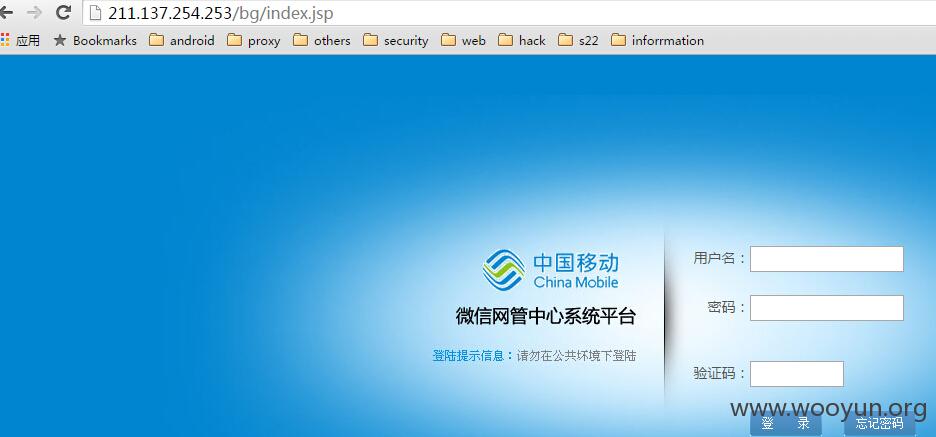 211.137.254.253/bg/index.jsp
应用 Bookmarks android proxy others security web hack s22 inforrmation
中国移动
China Mobile
微信网管中心系统平台
登陆提示信息：请勿在公共环境下登陆
用户名：
密码：
验证码：
www.wooyun.org
登 录 忘记密码